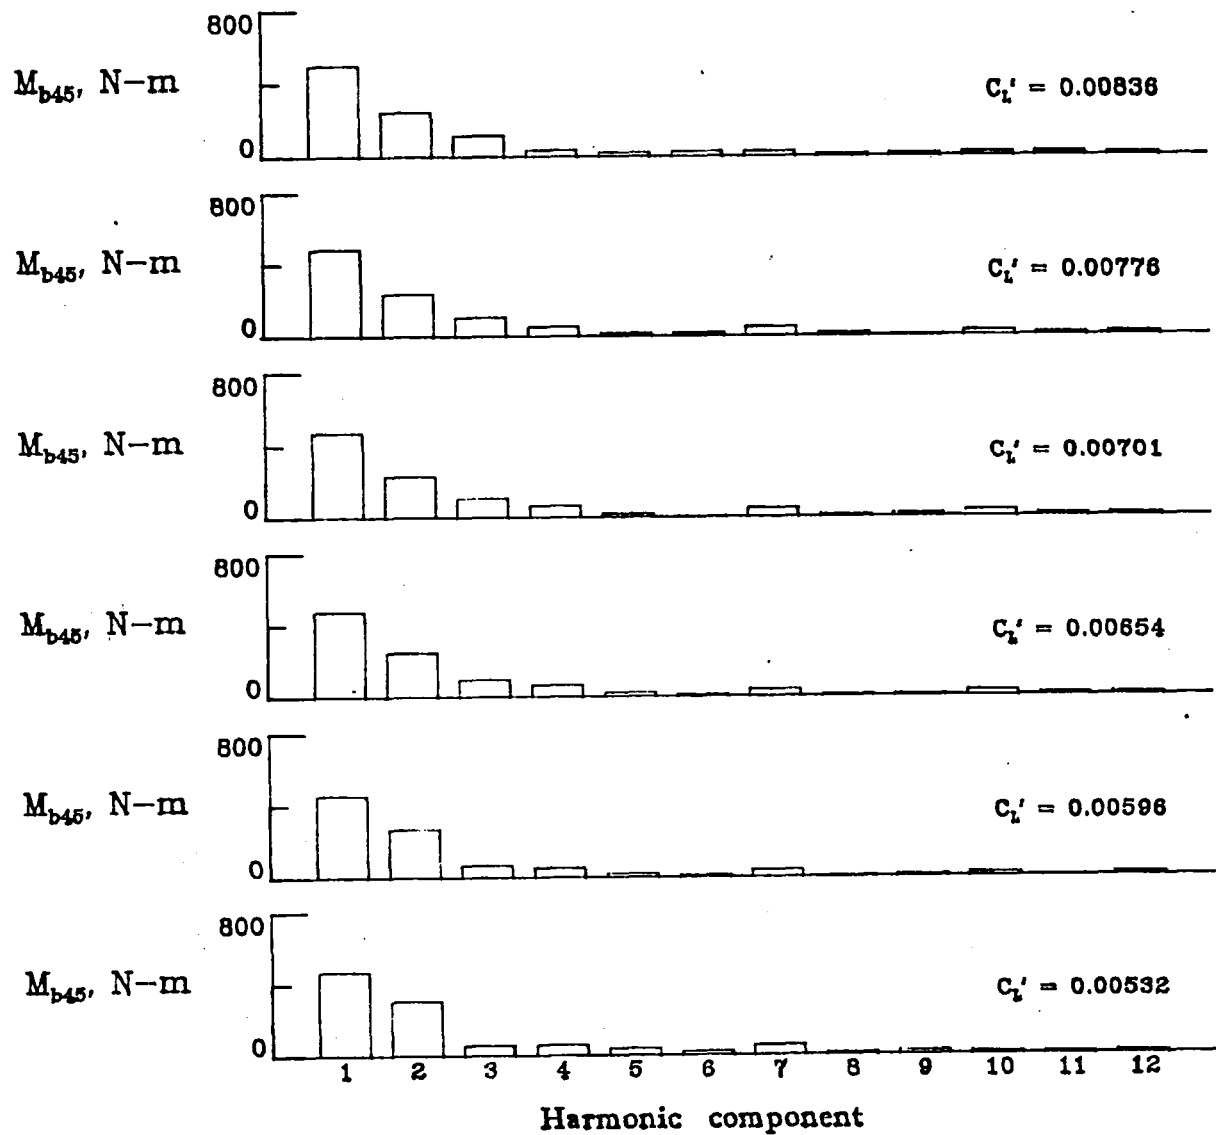 800
M_b45, N-m
C_L' = 0.00836
0
800
M_b45, N-m
C_L' = 0.00776
0
800
M_b45, N-m
C_L' = 0.00701
0
800
M_b45, N-m
C_L' = 0.00654
0
800
M_b45, N-m
C_L' = 0.00596
0
800
M_b45, N-m
C_L' = 0.00532
0
1 2 3 4 5 6 7 8 9 10 11 12
Harmonic component